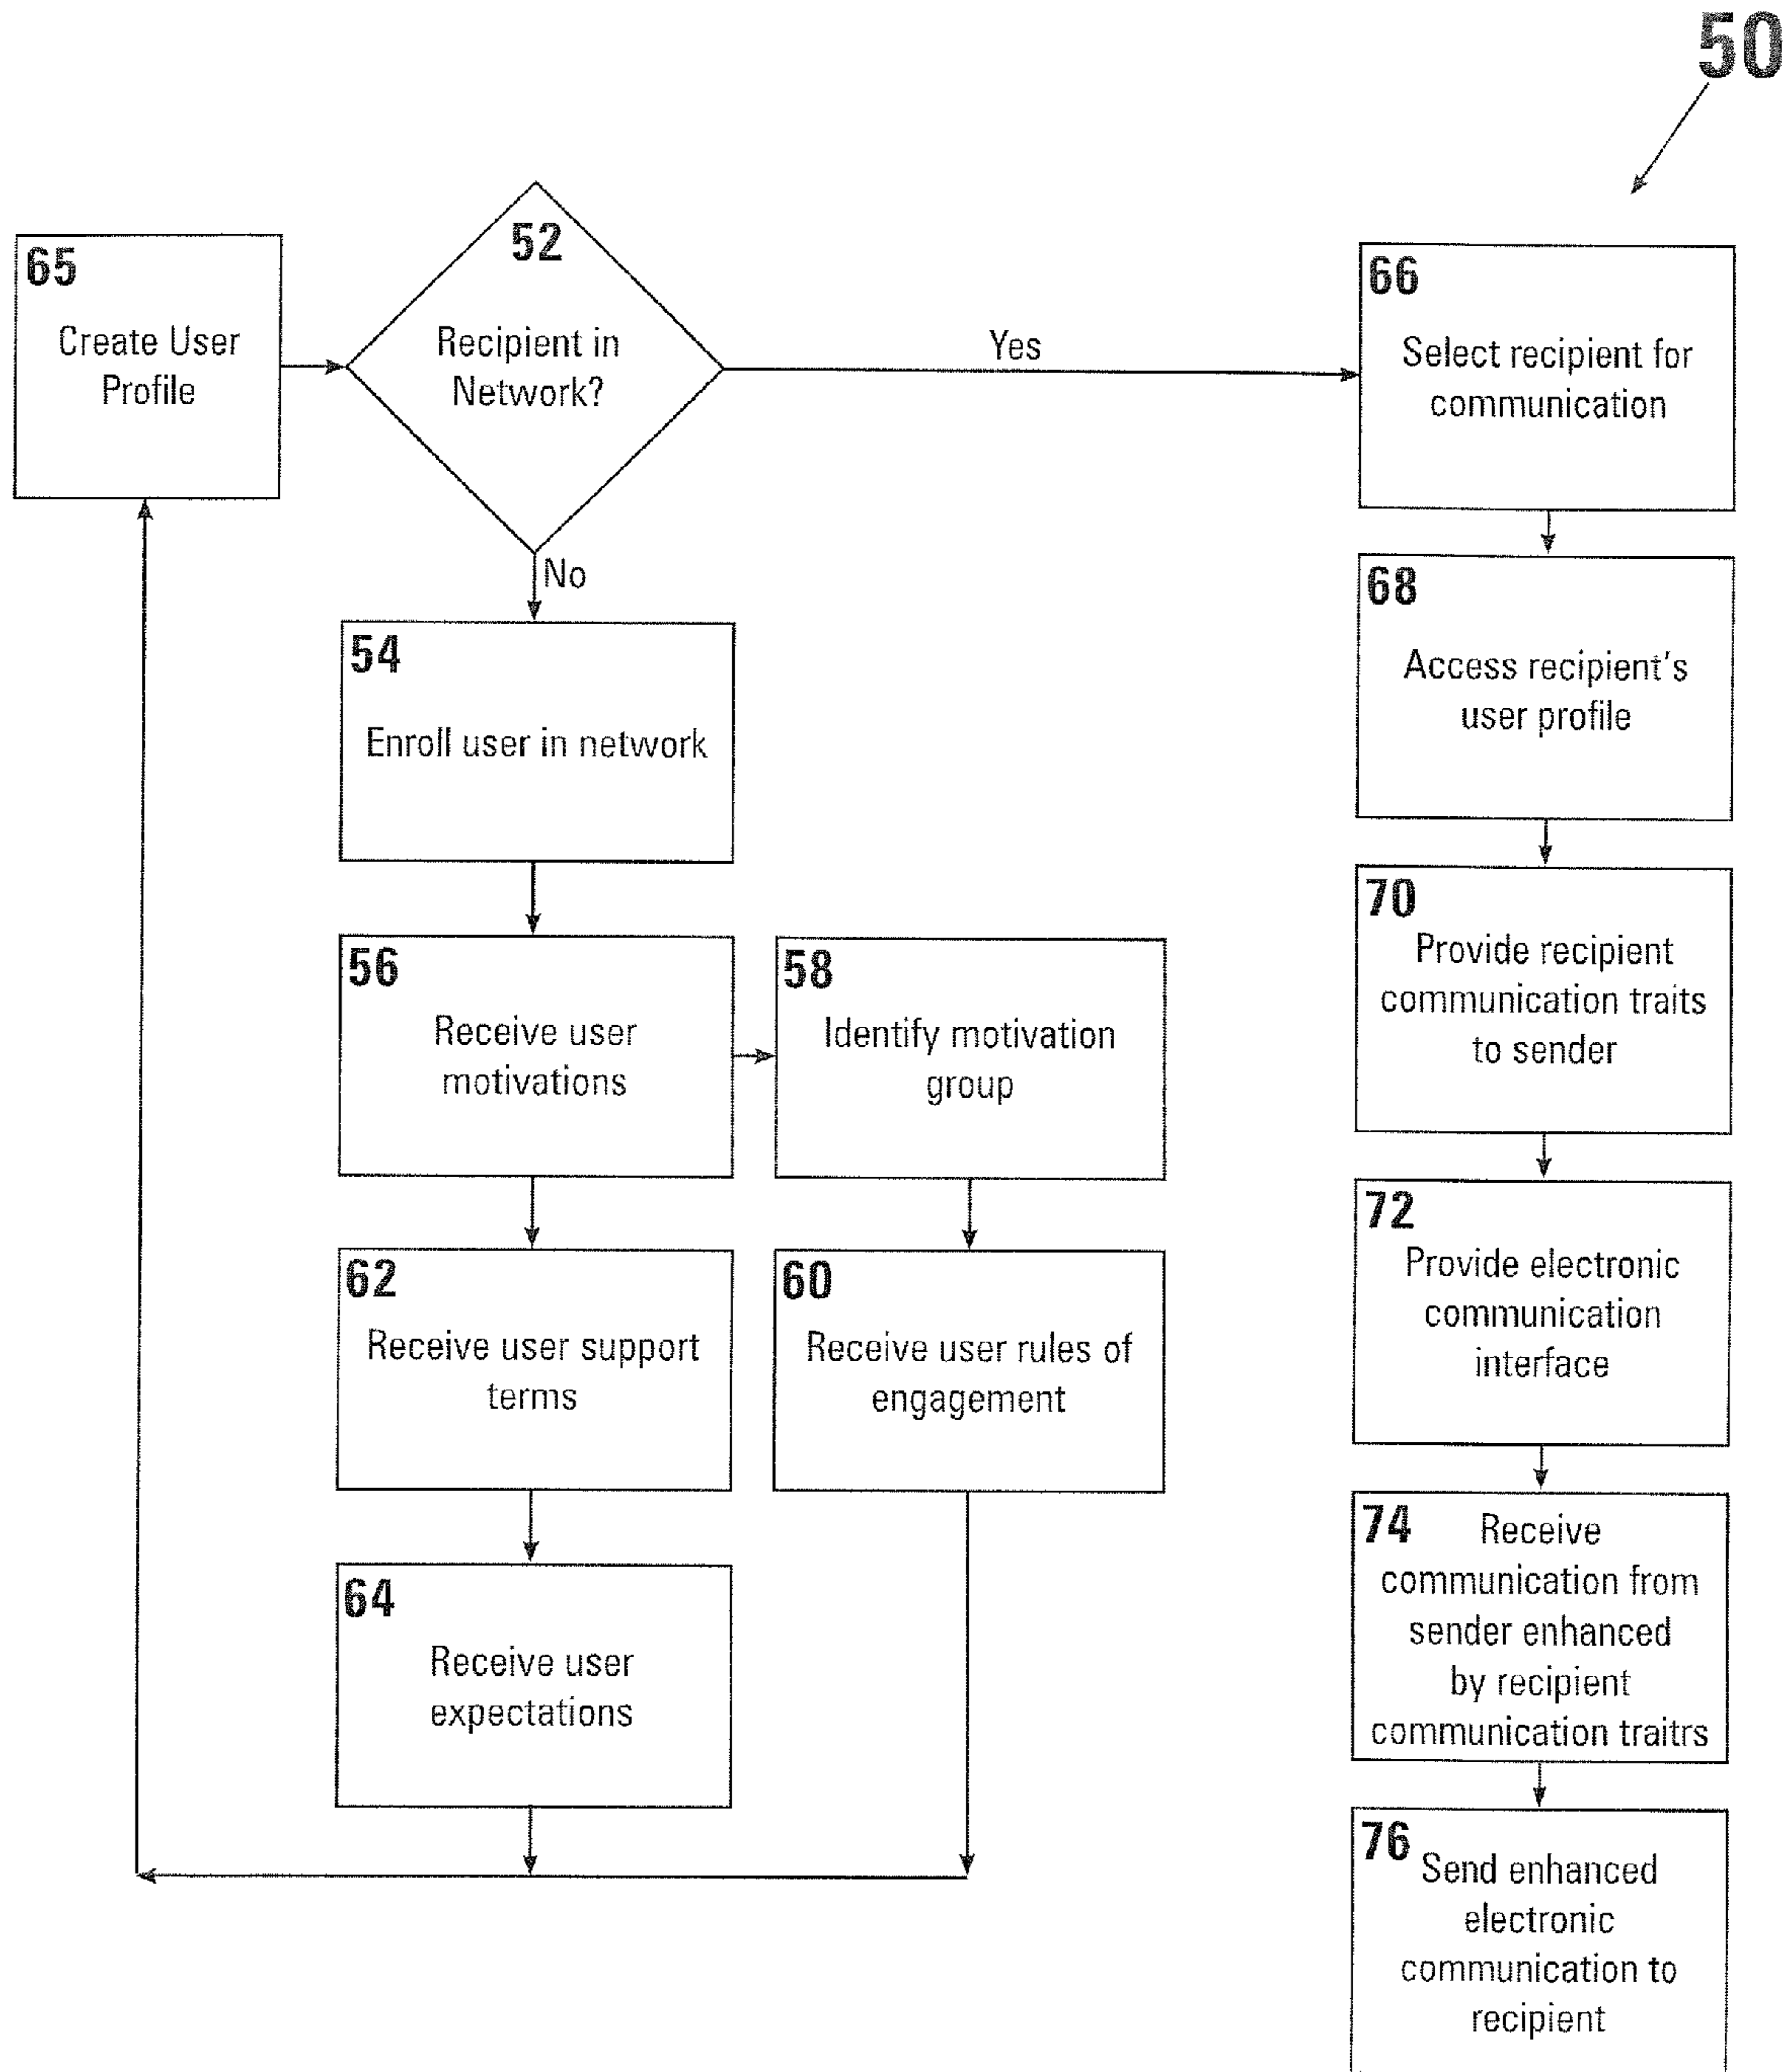 50
65
Create User
Profile
52
Recipient in
Network?
Yes
No
66
Select recipient for
communication
54
Enroll user in network
68
Access recipient's
user profile
56
Receive user
motivations
58
Identify motivation
group
70
Provide recipient
communication traits
to sender
62
Receive user support
terms
60
Receive user rules of
engagement
72
Provide electronic
communication
interface
64
Receive user
expectations
74 Receive
communication from
sender enhanced
by recipient
communication traitrs
76
Send enhanced
electronic
communication to
recipient